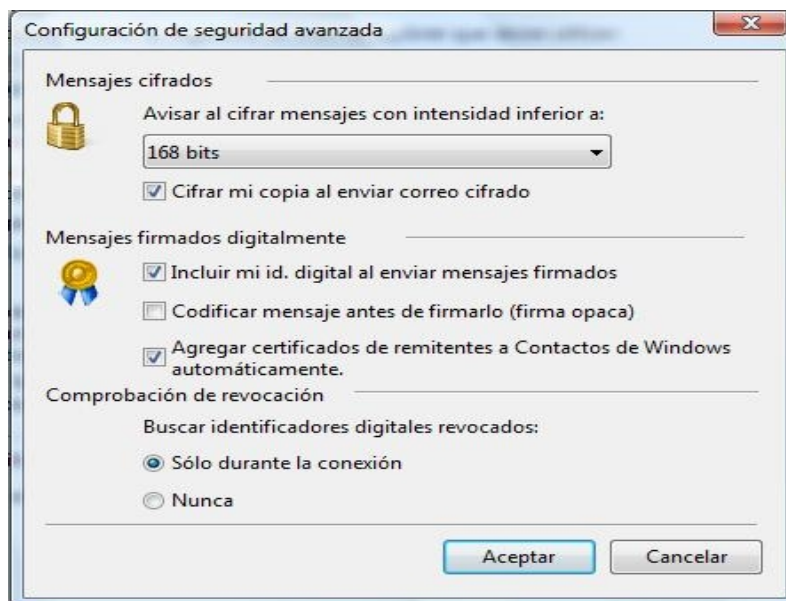 Configuración de seguridad avanzada
Mensajes cifrados
Avisar al cifrar mensajes con intensidad inferior a:
168 bits
Cifrar mi copia al enviar correo cifrado
Mensajes firmados digitalmente
Incluir mi id. digital al enviar mensajes firmados
Codificar mensaje antes de firmarlo (firma opaca)
Agregar certificados de remitentes a Contactos de Windows
automáticamente.
Comprobación de revocación
Buscar identificadores digitales revocados:
Sólo durante la conexión
Nunca
Aceptar Cancelar